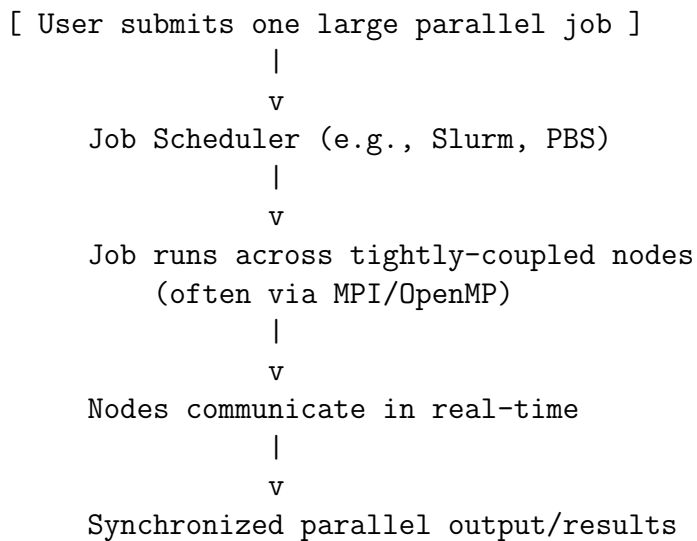 [ User submits one large parallel job ]
|
v
Job Scheduler (e.g., Slurm, PBS)
|
v
Job runs across tightly-coupled nodes
(often via MPI/OpenMP)
|
v
Nodes communicate in real-time
|
v
Synchronized parallel output/results